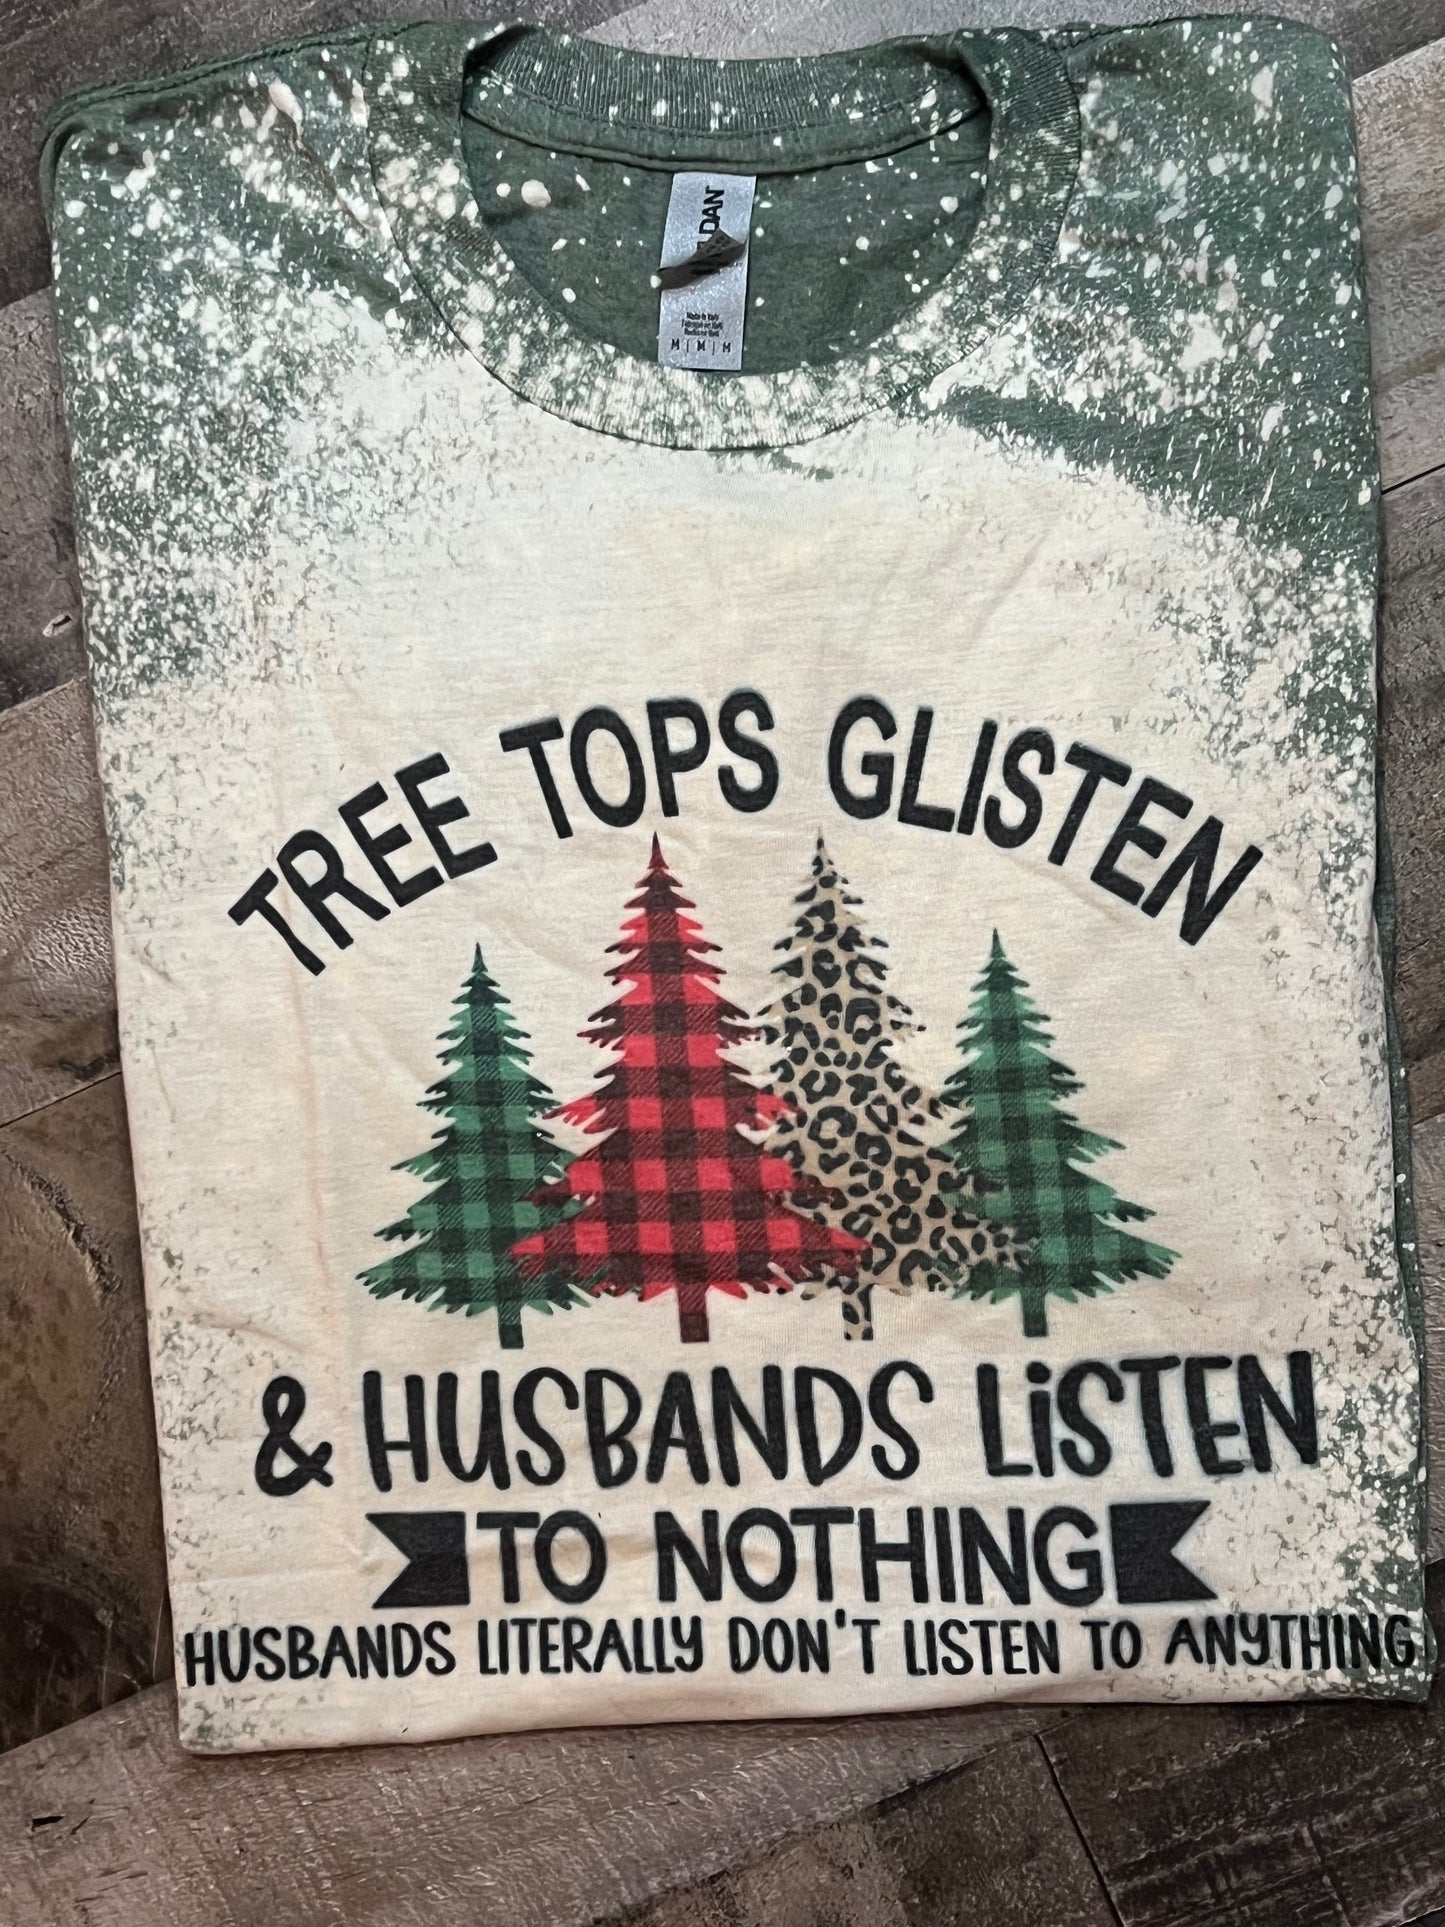 M | M | M
TREE TOPS GLISTEN
& HUSBANDS LiSTEN
TO NOTHING
HUSBANDS LITERALLY DON'T LISTEN TO ANYTHING